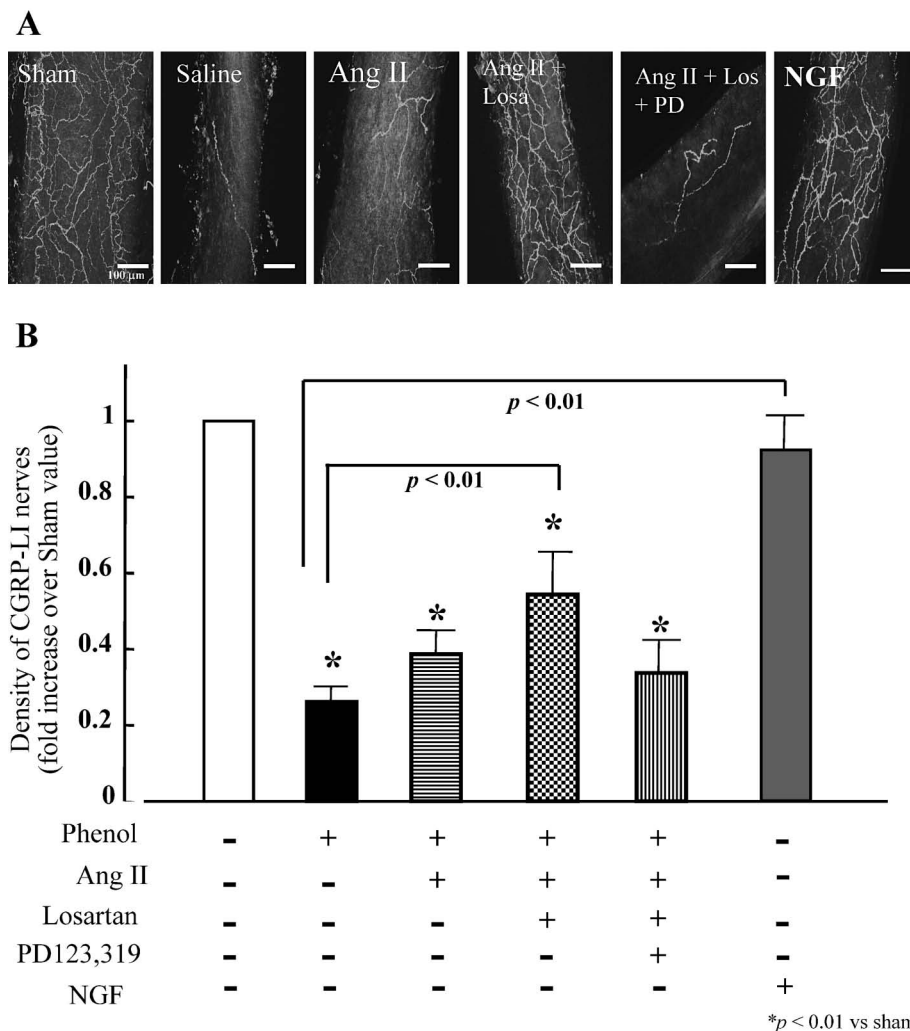 A
Sham
Saline
Ang II
Ang II +
Losa
Ang II + Los
+ PD
NGF
100 µm
B
Density of CGRP-LI nerves
(fold increase over Sham value)
1
0.8
0.6
0.4
0.2
0
p < 0.01
p < 0.01
* * * *
Phenol - + + + + -
Ang II - - + + + -
Losartan - - - + + -
PD123,319 - - - - + -
NGF - - - - - +
*p < 0.01 vs shan